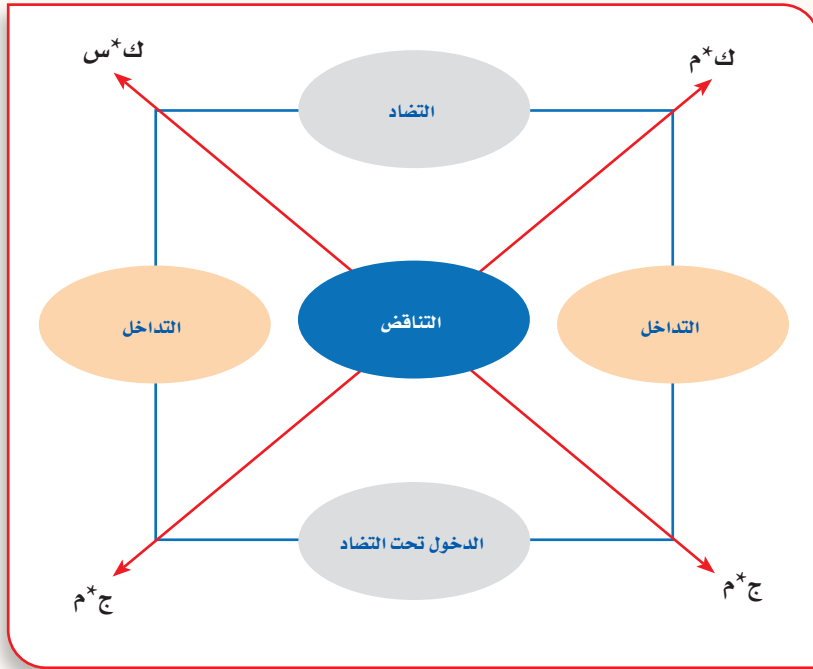 ك*م
ك*س
التضاد
التداخل
التناقض
التداخل
الدخول تحت التضاد
ج*م
ج*م